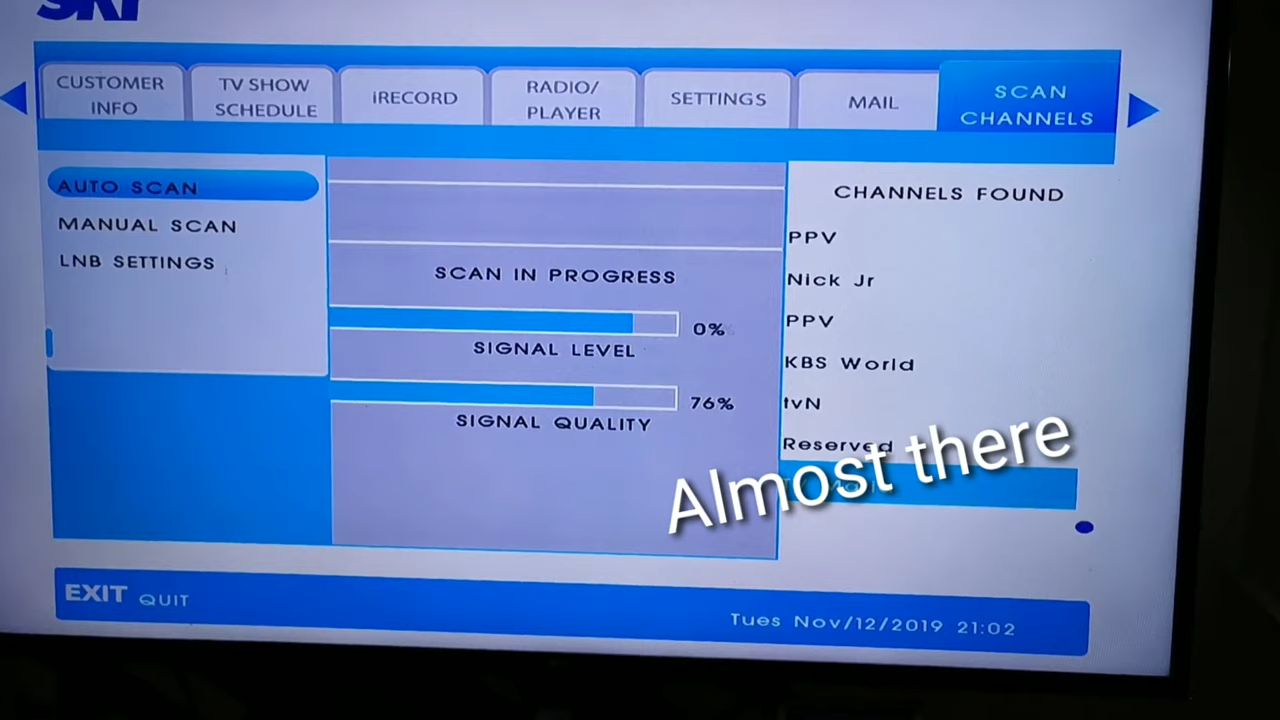 SKY
CUSTOMER
INFO
TV SHOW
SCHEDULE
iRECORD
RADIO/
PLAYER
SETTINGS
MAIL
SCAN
CHANNELS
AUTO SCAN
MANUAL SCAN
LNB SETTINGS
SCAN IN PROGRESS
0%
SIGNAL LEVEL
76%
SIGNAL QUALITY
CHANNELS FOUND
PPV
Nick Jr
PPV
KBS World
tvN
Reserved
Almost there
EXIT QUIT
Tues Nov/12/2019 21:02